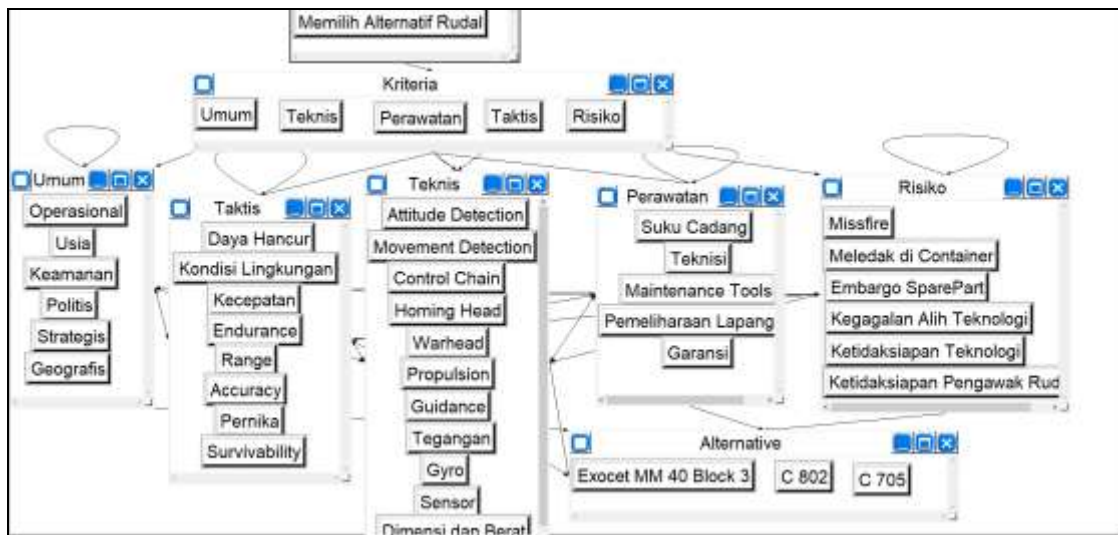 Memilih Alternatif Rudal
Kriteria
Umum
Teknis
Perawatan
Taktis
Risiko
Umum
Operasional
Usia
Keamanan
Politis
Strategis
Geografis
Taktis
Daya Hancur
Kondisi Lingkungan
Kecepatan
Endurance
Range
Accuracy
Pernika
Survivability
Teknis
Attitude Detection
Movement Detection
Control Chain
Homing Head
Warhead
Propulsion
Guidance
Tegangan
Gyro
Sensor
Dimensi dan Berat
Perawatan
Suku Cadang
Teknisi
Maintenance Tools
Pemeliharaan Lapang
Garansi
Risiko
Missfire
Meledak di Container
Embargo SparePart
Kegagalan Alih Teknologi
Ketidaksiapan Teknologi
Ketidaksiapan Pengawak Rud
Alternative
Exocet MM 40 Block 3
C 802
C 705